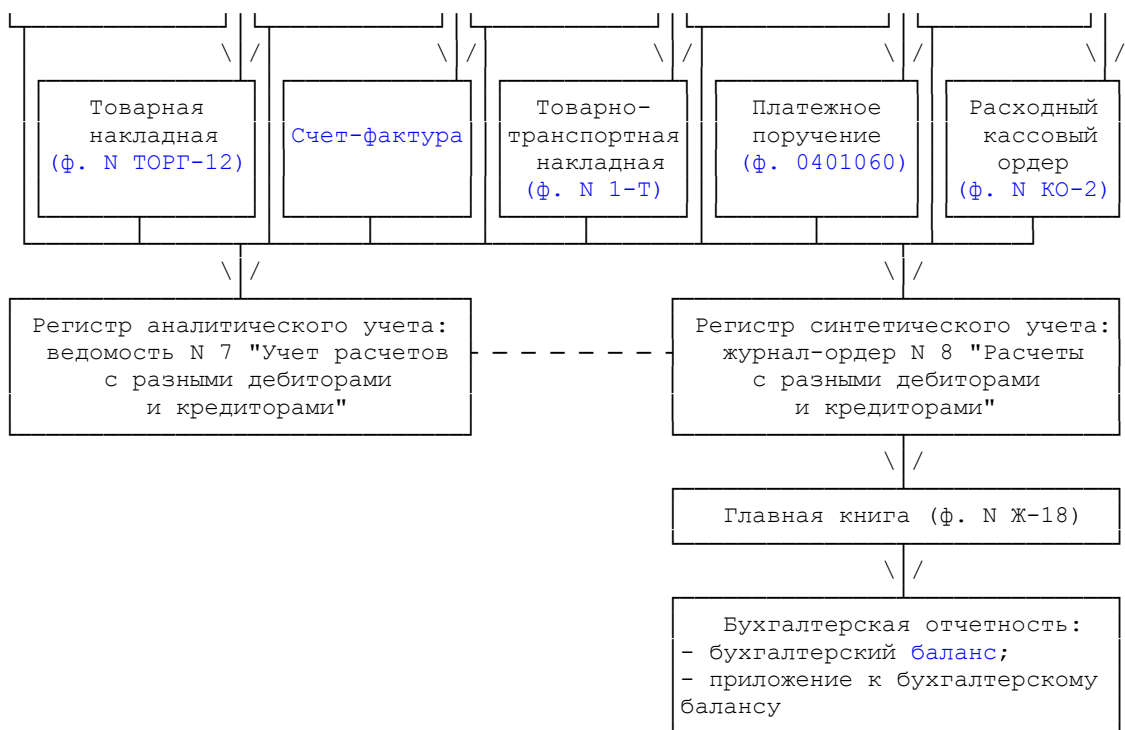 Товарная
накладная
(ф. N ТОРГ-12)
Счет-фактура
Товарно-
транспортная
накладная
(ф. N 1-Т)
Платежное
поручение
(ф. 0401060)
Расходный
кассовый
ордер
(ф. N КО-2)
Регистр аналитического учета:
ведомость N 7 "Учет расчетов
с разными дебиторами
и кредиторами"
Регистр синтетического учета:
журнал-ордер N 8 "Расчеты
с разными дебиторами
и кредиторами"
Главная книга (ф. N Ж-18)
Бухгалтерская отчетность:
- бухгалтерский баланс;
- приложение к бухгалтерскому
балансу